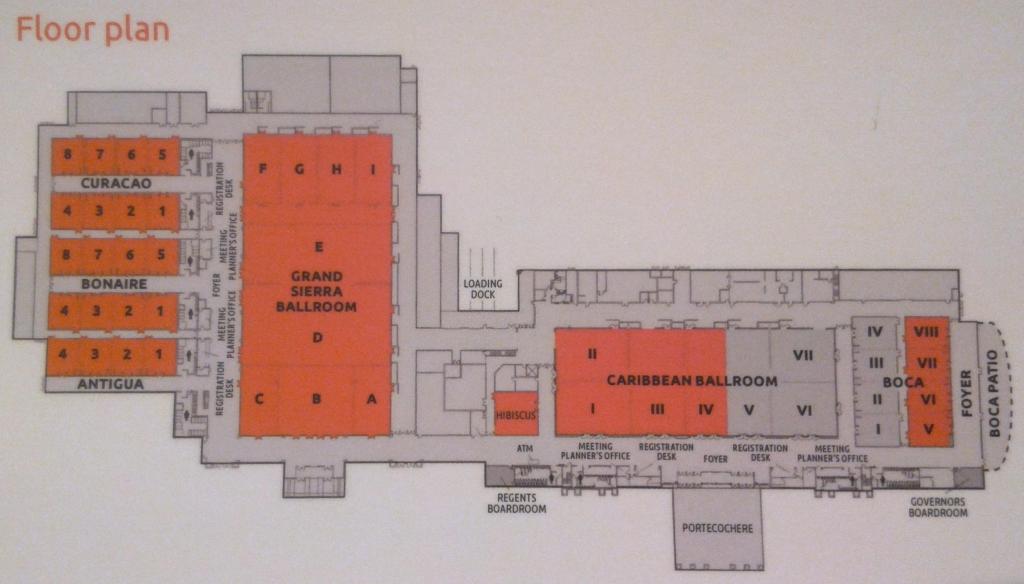 Floor plan
8 7 6 5
CURACAO
4 3 2 1
8 7 6 5
BONAIRE
4 3 2 1
4 3 2 1
ANTIGUA
REGISTRATION
DESK
MEETING
PLANNER'S OFFICE
FOYER
MEETING
PLANNER'S OFFICE
REGISTRATION
DESK
F G H I
E
GRAND
SIERRA
BALLROOM
D
C B A
LOADING
DOCK
HIBISCUS
II
VII
CARIBBEAN BALLROOM
I III IV V VI
IV VIII
III VII
BOCA
II VI
I V
FOYER
BOCA PATIO
ATM
MEETING
PLANNER'S OFFICE
REGISTRATION
DESK
FOYER
REGISTRATION
DESK
MEETING
PLANNER'S OFFICE
REGENTS
BOARDROOM
PORTECOCHERE
GOVERNORS
BOARDROOM